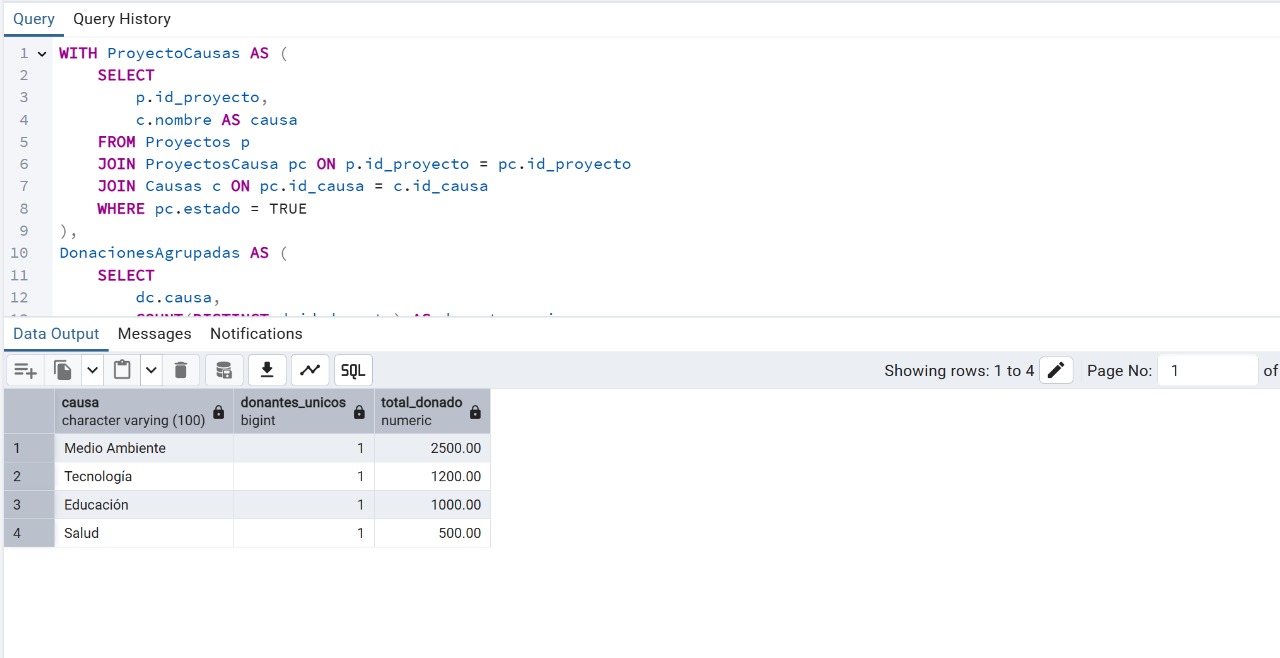 Query Query History
1 WITH ProyectoCausas AS (
2 SELECT
3 p.id_proyecto,
4 c.nombre AS causa
5 FROM Proyectos p
6 JOIN ProyectosCausa pc ON p.id_proyecto = pc.id_proyecto
7 JOIN Causas c ON pc.id_causa = c.id_causa
8 WHERE pc.estado = TRUE
9 ),
10 DonacionesAgrupadas AS (
11 SELECT
12 dc.causa,
Data Output Messages Notifications
SQL Showing rows: 1 to 4 Page No: 1 of
causa donantes_unicos total_donado
character varying (100) bigint numeric
1 Medio Ambiente 1 2500.00
2 Tecnología 1 1200.00
3 Educación 1 1000.00
4 Salud 1 500.00